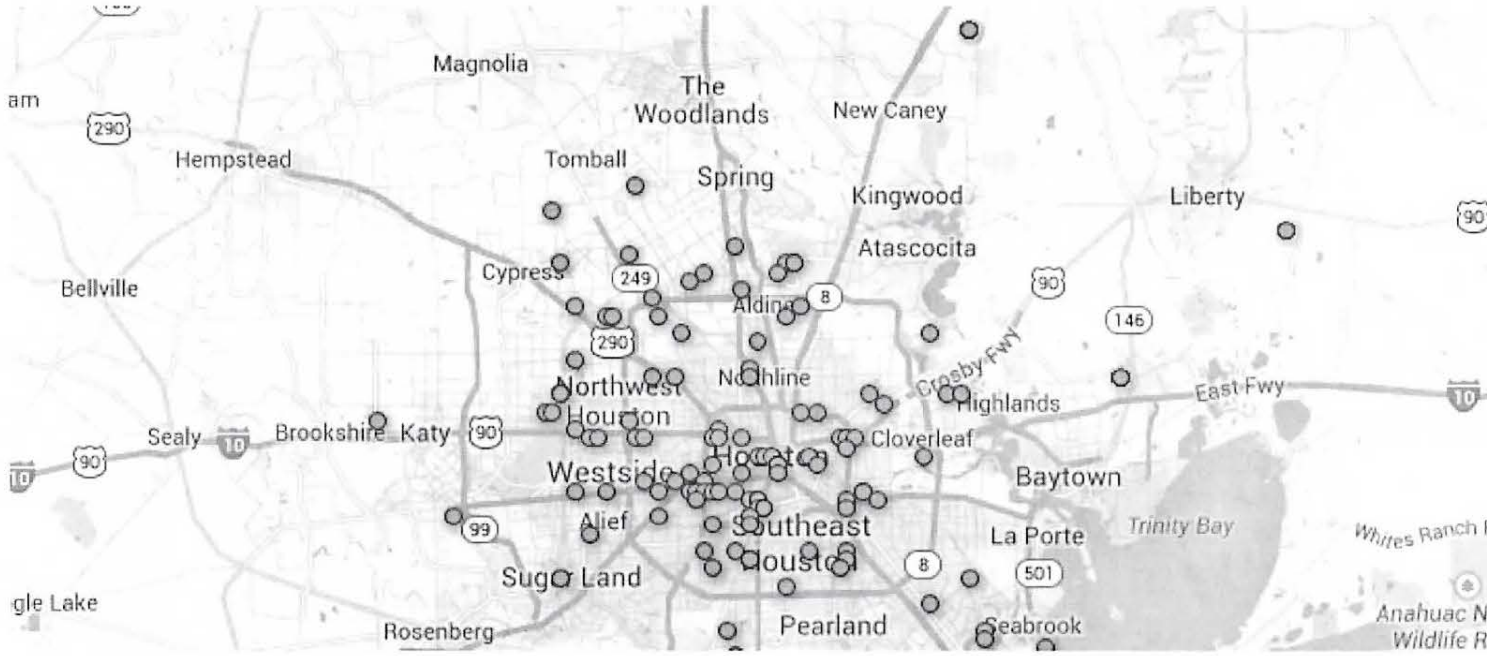 Magnolia
The
Woodlands
New Caney
290
Hempstead
Tomball
Spring
Kingwood
Liberty
90
Atascocita
Cypress
249
90
Bellville
8
Aldine
146
290
Northline
Crosby Fwy
East Fwy
10
Northwest
Houston
Highlands
Sealy
10
Brookshire
Katy
90
Cloverleaf
90
10
Westside
Houston
Baytown
99
Alief
Southeast
Houston
La Porte
Trinity Bay
Whites Ranch
8
501
Sugar Land
gle Lake
Rosenberg
Pearland
Seabrook
Anahuac N
Wildlife R